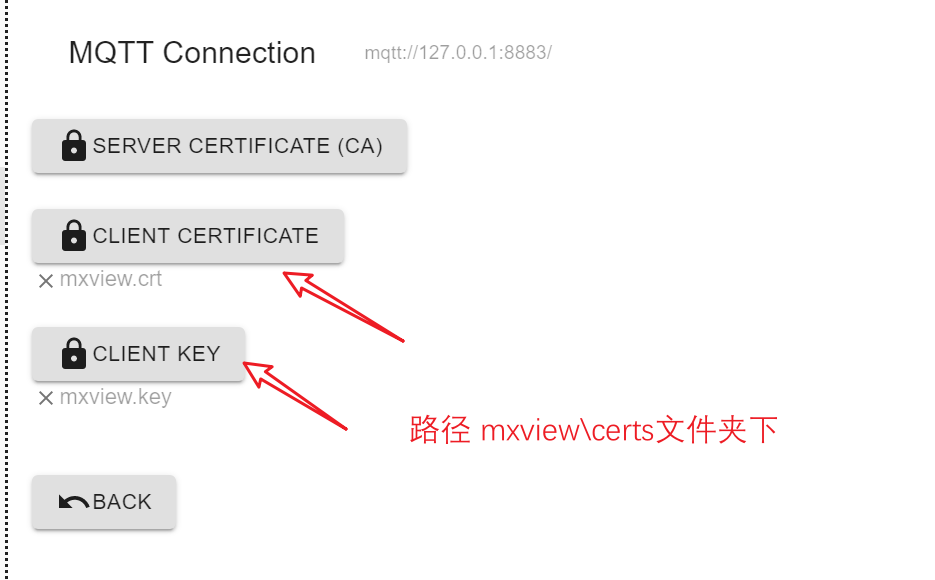 MQTT Connection mqtt://127.0.0.1:8883/
SERVER CERTIFICATE (CA)
CLIENT CERTIFICATE
mxview.crt
CLIENT KEY
mxview.key
路径 mxview\certs文件夹下
BACK